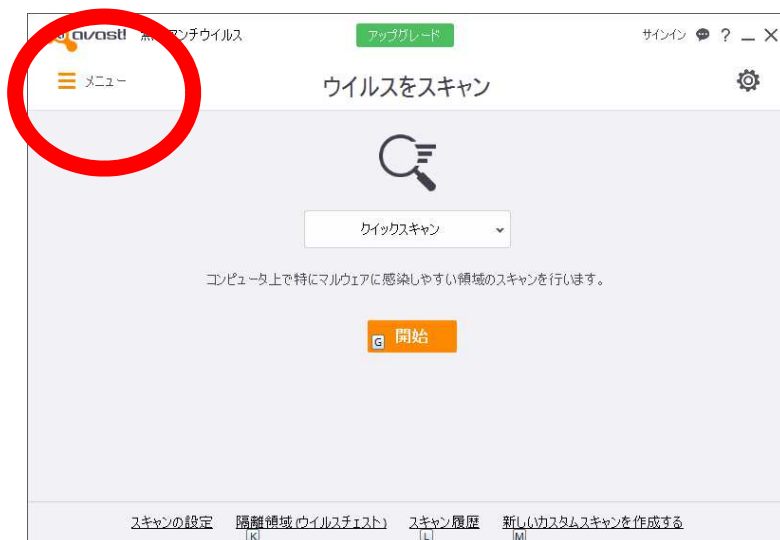 avast! アンチウイルス アップグレード サインイン ?
メニュー
ウイルスをスキャン
クイックスキャン
コンピュータ上で特にマルウェアに感染しやすい領域のスキャンを行います。
G 開始
スキャンの設定 隔離領域(ウイルスチェスト) スキャン履歴 新しいカスタムスキャンを作成する
K L M